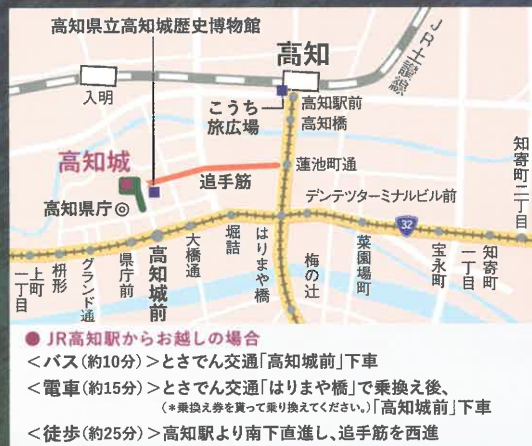 高知県立高知城歴史博物館
JR土讃線
高知
入明
こうち
旅広場
高知駅前
高知橋
高知城
追手筋
蓮池町通
高知県庁◎
デンテツターミナルビル前
知寄町二丁目
32
上町
一丁目
枡形
グランド通
県庁前
高知城前
大橋通
堀詰
はりまや橋
梅の辻
菜園場町
宝永町
知寄町
一丁目
● JR高知駅からお越しの場合
<バス(約10分)>とさでん交通「高知城前」下車
<電車(約15分)>とさでん交通「はりまや橋」で乗換え後、
(*乗換え券を貰って乗り換えてください。)「高知城前」下車
<徒歩(約25分)>高知駅より南下直進し、追手筋を西進